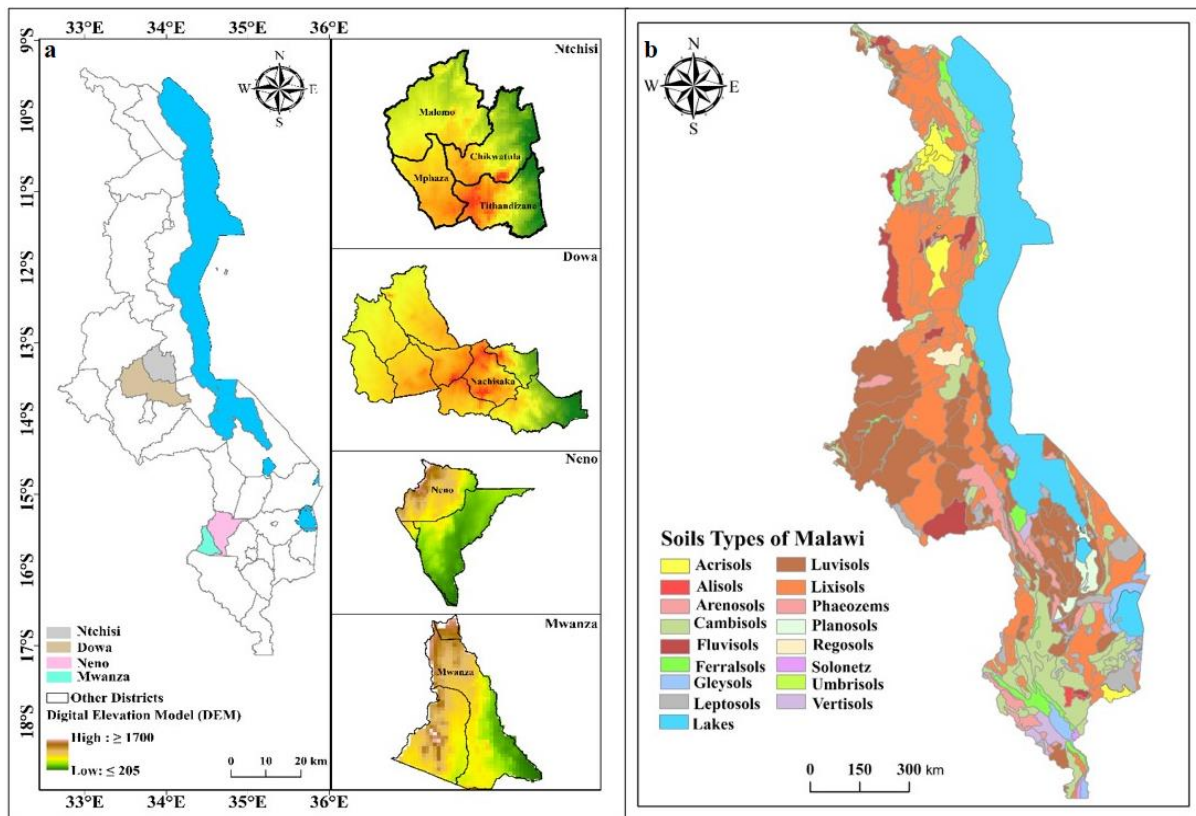 33°E 34°E 35°E 36°E
a
9°S
10°S
11°S
12°S
13°S
14°S
15°S
16°S
17°S
18°S
N
W E
S
Ntchisi
Dowa
Neno
Mwanza
Other Districts
Digital Elevation Model (DEM)
High : ≥ 1700
Low: ≤ 205
0 10 20 km
33°E 34°E 35°E 36°E
Ntchisi
Malomo
Chikwatula
Mphaza
Tithandizane
Dowa
Nachisaka
Neno
Neno
Mwanza
Mwanza
b
N
W E
S
Soils Types of Malawi
Acrisols
Alisols
Arenosols
Cambisols
Fluvisols
Ferralsols
Gleysols
Leptosols
Lakes
Luvisols
Lixisols
Phaeozems
Planosols
Regosols
Solonetz
Umbrisols
Vertisols
0 150 300 km